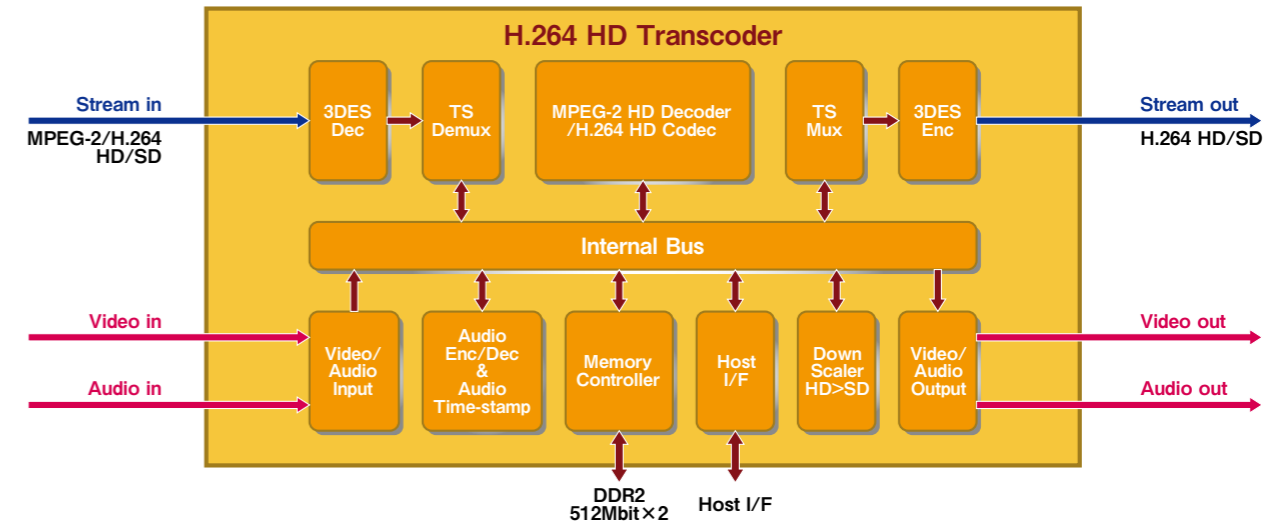 H.264 HD Transcoder
Stream in
MPEG-2/H.264
HD/SD
3DES
Dec
TS
Demux
MPEG-2 HD Decoder
/H.264 HD Codec
TS
Mux
3DES
Enc
Stream out
H.264 HD/SD
Internal Bus
Video in
Audio in
Video/
Audio
Input
Audio
Enc/Dec
&
Audio
Time-stamp
Memory
Controller
Host
I/F
Down
Scaler
HD>SD
Video/
Audio
Output
Video out
Audio out
DDR2
512Mbit×2
Host I/F